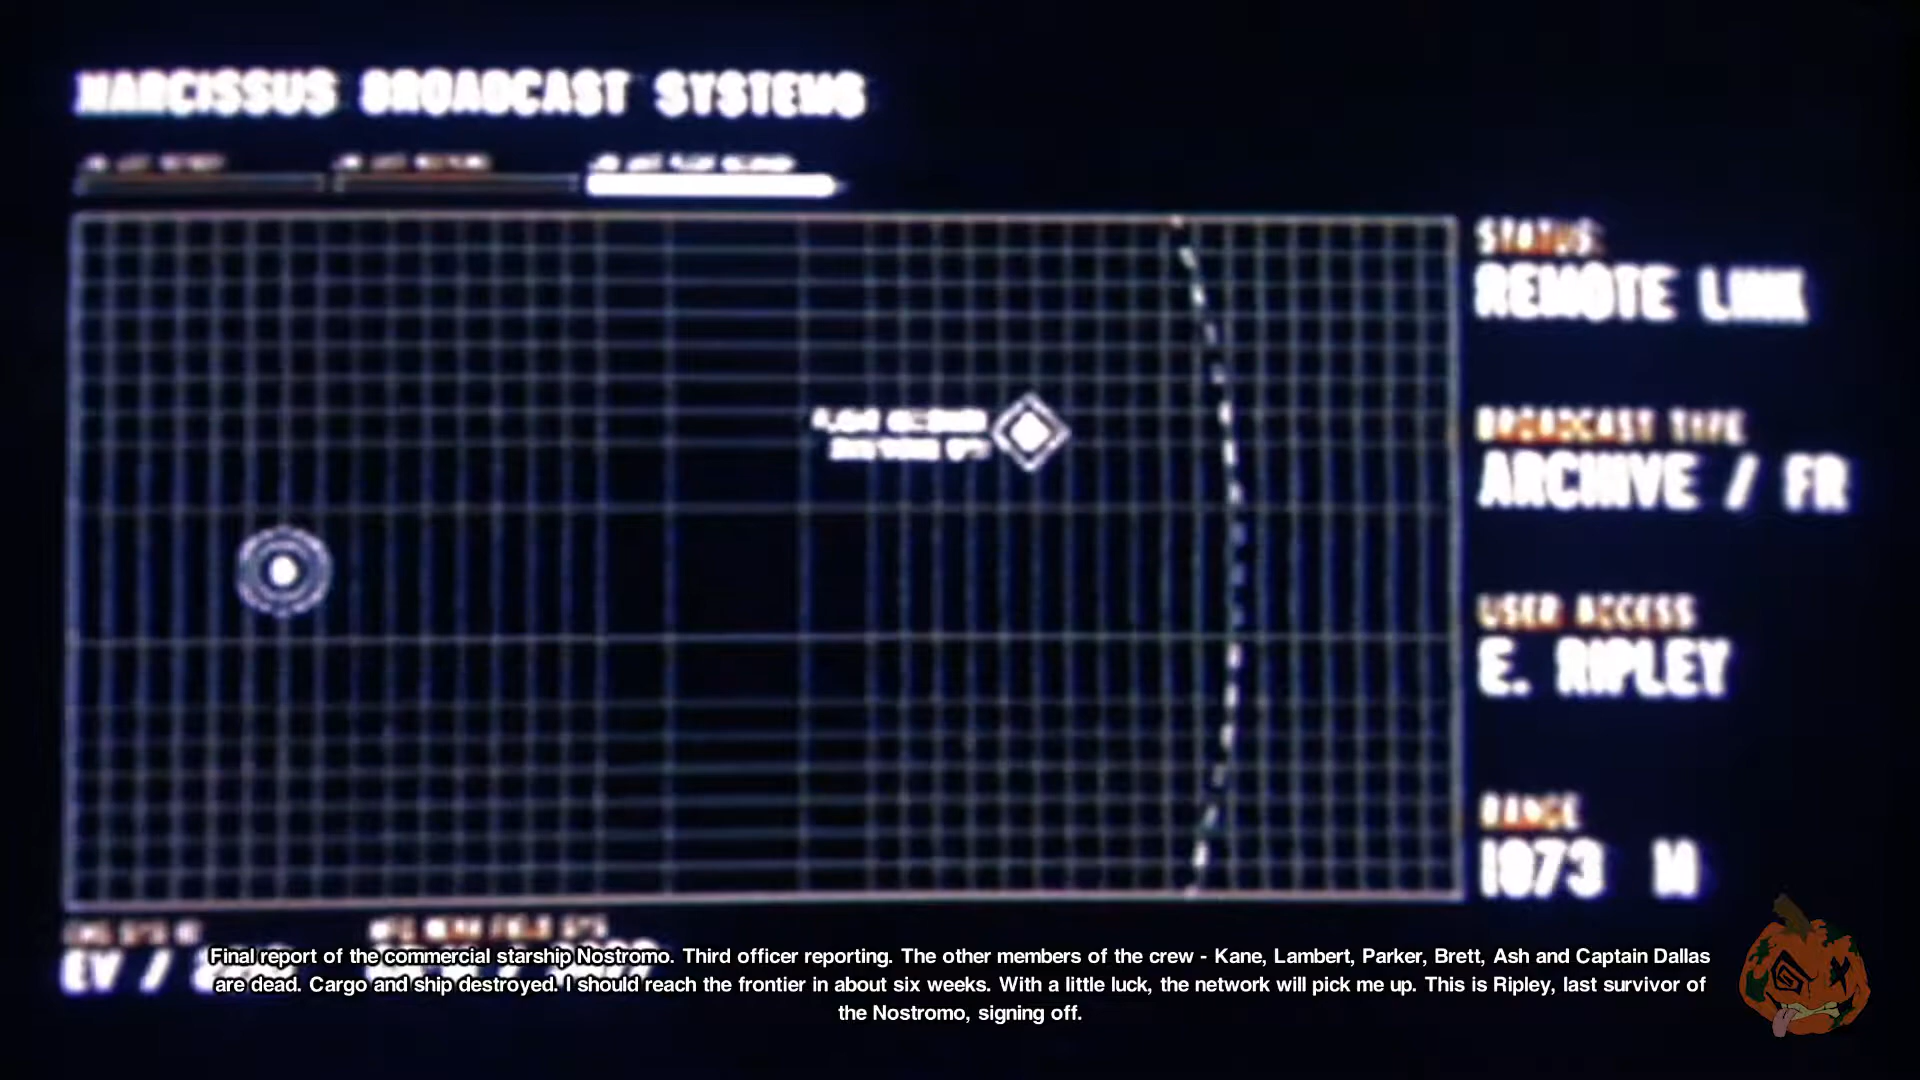 NARCISSUS BROADCAST SYSTEMS
STATUS
REMOTE LINK
BROADCAST TYPE
ARCHIVE / FR
USER ACCESS
E. RIPLEY
RANGE
1873 M
EV /
Final report of the commercial starship Nostromo. Third officer reporting. The other members of the crew - Kane, Lambert, Parker, Brett, Ash and Captain Dallas
are dead. Cargo and ship destroyed. I should reach the frontier in about six weeks. With a little luck, the network will pick me up. This is Ripley, last survivor of
the Nostromo, signing off.